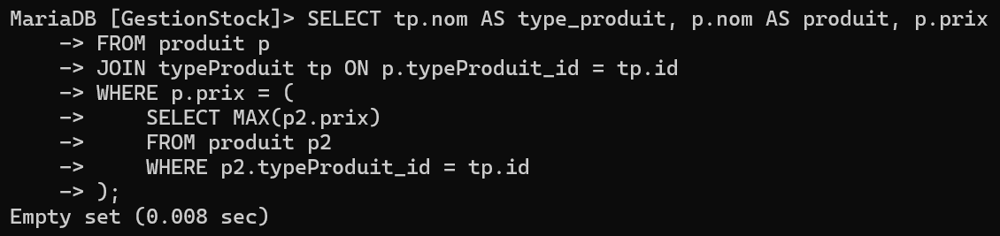 MariaDB [GestionStock]> SELECT tp.nom AS type_produit, p.nom AS produit, p.prix
    -> FROM produit p
    -> JOIN typeProduit tp ON p.typeProduit_id = tp.id
    -> WHERE p.prix = (
    ->     SELECT MAX(p2.prix)
    ->     FROM produit p2
    ->     WHERE p2.typeProduit_id = tp.id
    -> );
Empty set (0.008 sec)